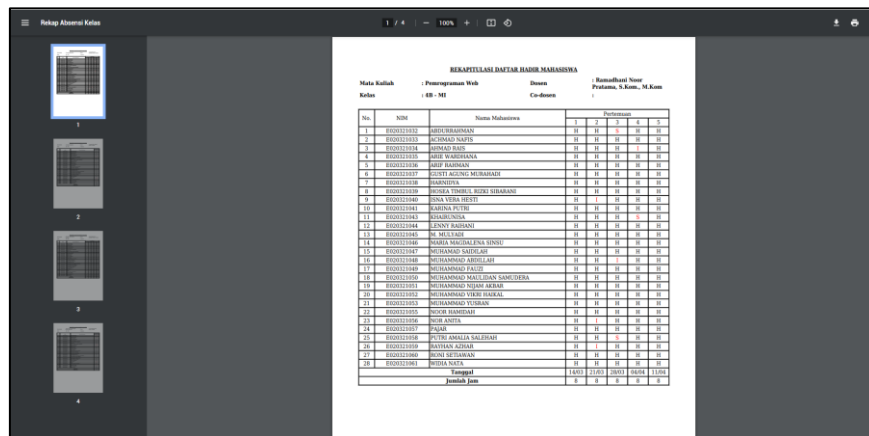 Rekap Absensi Kelas
1 / 4
100%
REKAPITULASI DAFTAR HADIR MAHASISWA
Mata Kuliah : Pemrograman Web Dosen : Ramadhani Noor Pratama, S.Kom., M.Kom
Kelas : 4B - MI Co-dosen :
No. NIM Nama Mahasiswa Pertemuan
1 2 3 4 5
1 E020321032 ABDURRAHMAN H H S H H
2 E020321033 ACHMAD NAFIS H H H H H
3 E020321034 AHMAD RAIS H H H I H
4 E020321035 ARIE WARDHANA H H H H H
5 E020321036 ARIF RAHMAN H H H H H
6 E020321037 GUSTI AGUNG MURAHADI H H H H H
7 E020321038 HARNIDYA H H H H H
8 E020321039 HOSEA TIMBUL RIZKI SIBARANI H H H H H
9 E020321040 ISNA VERA HESTI H I H H H
10 E020321041 KARINA PUTRI H H H H H
11 E020321043 KHAIRUNISA H H H S H
12 E020321044 LENNY RAIHANI H H H H H
13 E020321045 M. MULYADI H H H H H
14 E020321046 MARIA MAGDALENA SINSU H H H H H
15 E020321047 MUHAMAD SAIDILAH H H H H H
16 E020321048 MUHAMMAD ABDILLAH H H I H H
17 E020321049 MUHAMMAD FAUZI H H H H H
18 E020321050 MUHAMMAD MAULIDAN SAMUDERA H H H H H
19 E020321051 MUHAMMAD NIJAM AKBAR H H H H H
20 E020321052 MUHAMMAD VIKRI HAIKAL H H H H H
21 E020321053 MUHAMMAD YUSRAN H H H H H
22 E020321055 NOOR HAMIDAH H H H H H
23 E020321056 NOR ANITA H I H H H
24 E020321057 PAJAR H H H H H
25 E020321058 PUTRI AMALIA SALEHAH H H S H H
26 E020321059 RAYHAN AZHAR H I H H H
27 E020321060 RONI SETIAWAN H H H H H
28 E020321061 WIDIA NATA H H H H H
Tanggal 14/03 21/03 28/03 04/04 11/04
Jumlah Jam 8 8 8 8 8
1
2
3
4